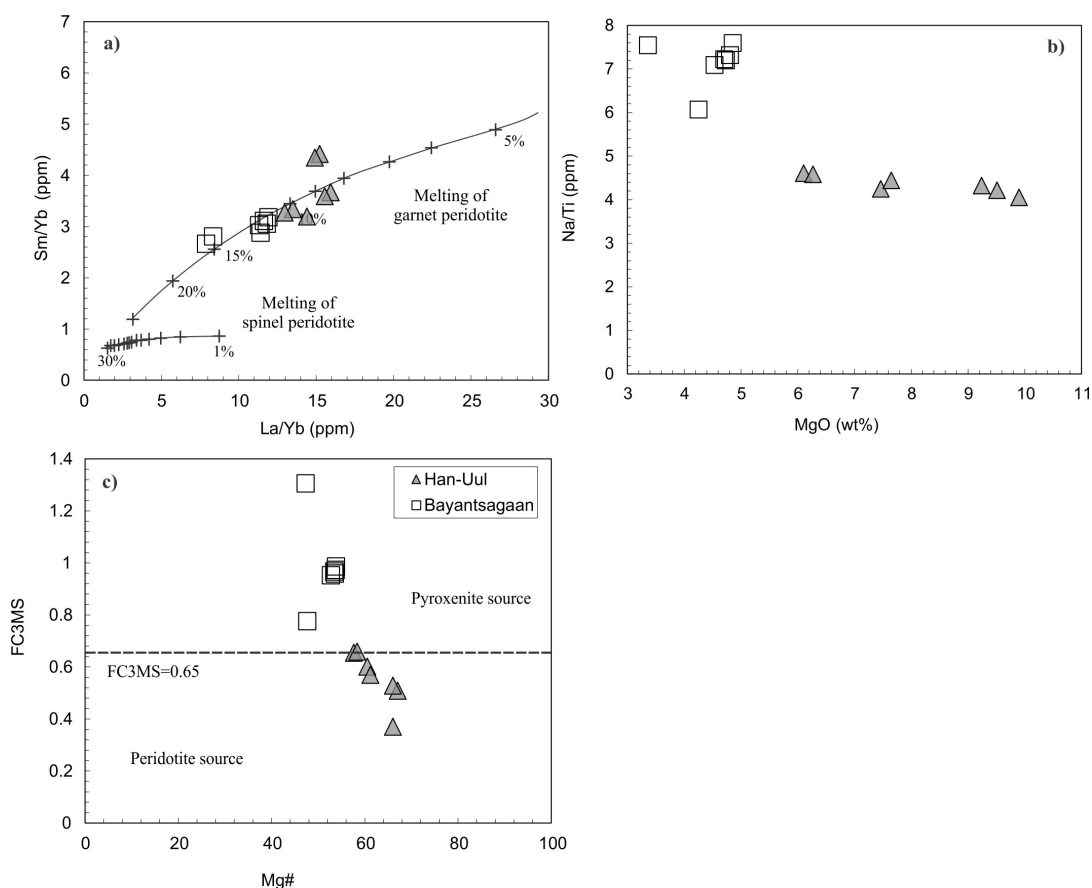 a)
7
6
5
4
3
2
1
0
Sm/Yb (ppm)
5%
Melting of
garnet peridotite
15%
20%
Melting of
spinel peridotite
30%
1%
0 5 10 15 20 25 30
La/Yb (ppm)
b)
8
7
6
5
4
3
2
1
0
Na/Ti (ppm)
3 4 5 6 7 8 9 10 11
MgO (wt%)
c)
Han-Uul
Bayantsagaan
1.4
1.2
1
0.8
0.6
0.4
0.2
0
FC3MS
Pyroxenite source
FC3MS=0.65
Peridotite source
0 20 40 60 80 100
Mg#